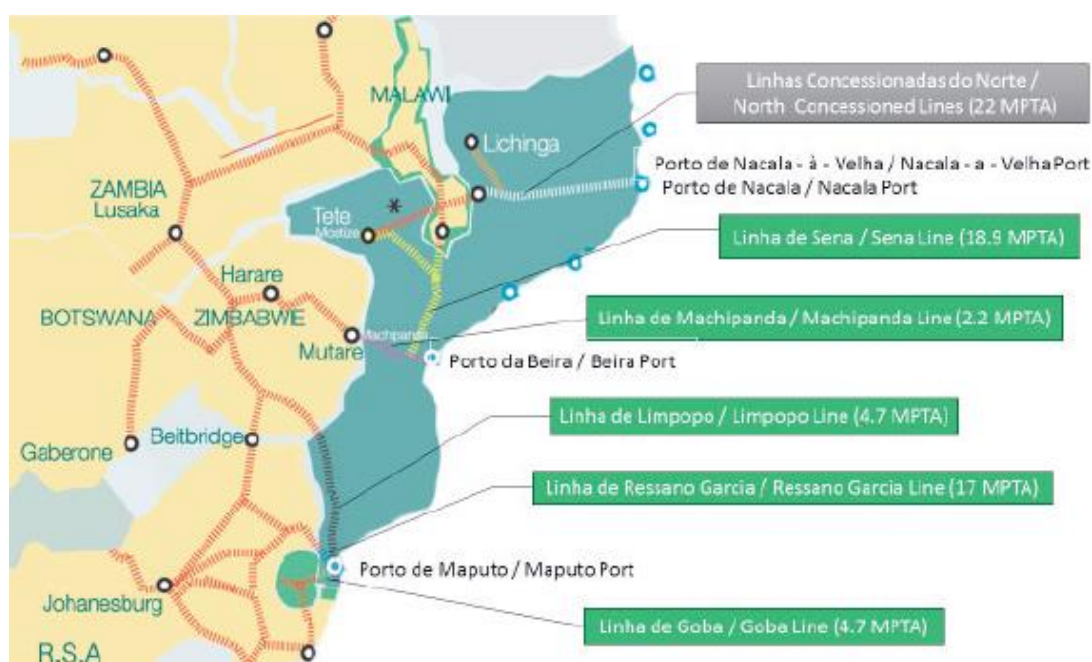 Linhas Concessionadas do Norte /
North Concessioned Lines (22 MPTA)
MALAWI
Lichinga
Porto de Nacala - à - Velha / Nacala - a - Velha Port
Porto de Nacala / Nacala Port
ZAMBIA
Lusaka
Tete
*
Linha de Sena / Sena Line (18.9 MPTA)
Harare
BOTSWANA
ZIMBABWIE
Machipanda
Linha de Machipanda / Machipanda Line (2.2 MPTA)
Mutare
Porto da Beira / Beira Port
Linha de Limpopo / Limpopo Line (4.7 MPTA)
Beitbridge
Gaberone
Linha de Ressano Garcia / Ressano Garcia Line (17 MPTA)
Porto de Maputo / Maputo Port
Johanesburg
Linha de Goba / Goba Line (4.7 MPTA)
R.S.A